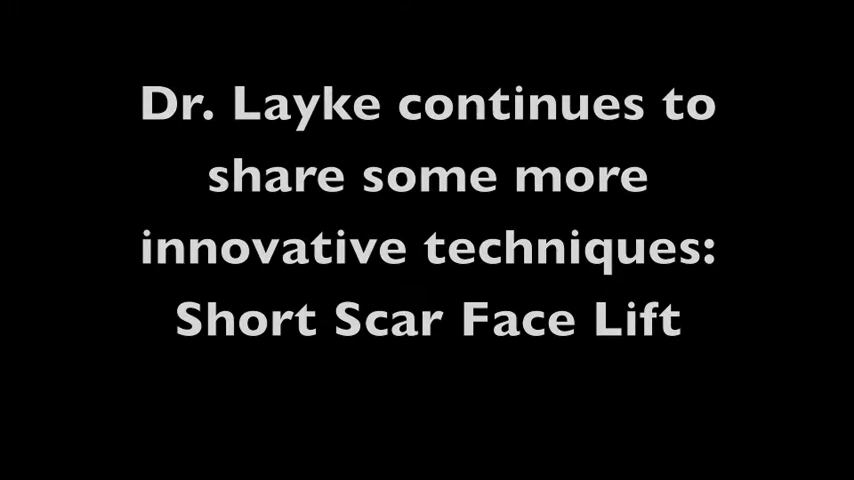 Dr. Layke continues to
share some more
innovative techniques:
Short Scar Face Lift